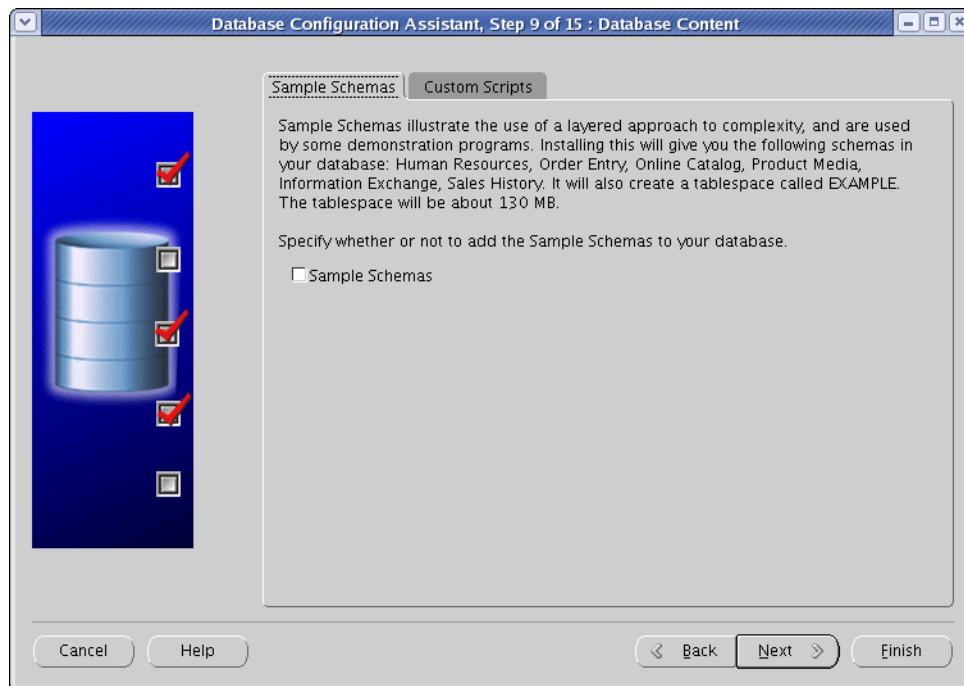 Database Configuration Assistant, Step 9 of 15 : Database Content
Sample Schemas
Custom Scripts
Sample Schemas illustrate the use of a layered approach to complexity, and are used
by some demonstration programs. Installing this will give you the following schemas in
your database: Human Resources, Order Entry, Online Catalog, Product Media,
Information Exchange, Sales History. It will also create a tablespace called EXAMPLE.
The tablespace will be about 130 MB.
Specify whether or not to add the Sample Schemas to your database.
Sample Schemas
Cancel
Help
Back
Next
Finish